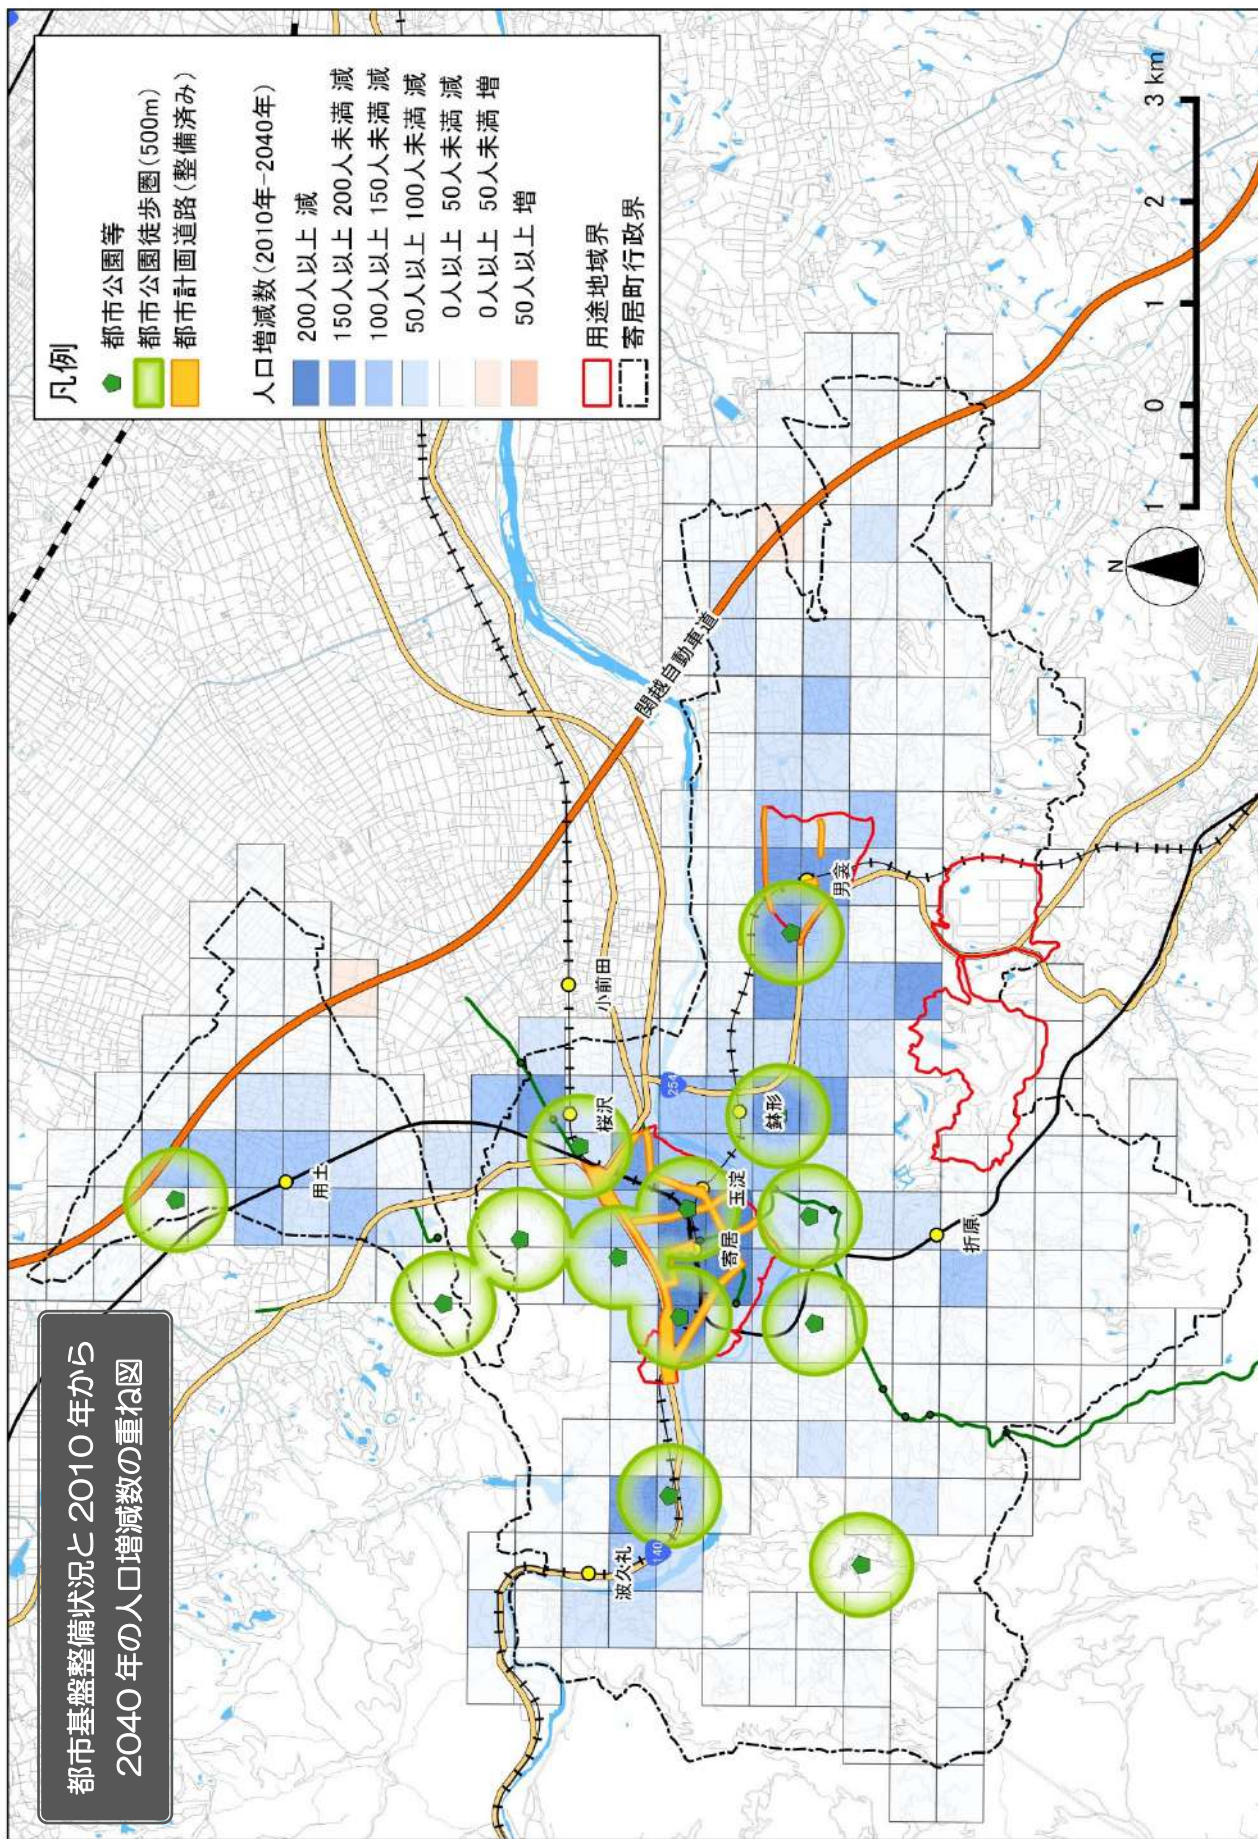 都市基盤整備状況と2010年から
2040年の人口増減数の重ね図
凡例
都市公園等
都市公園徒歩圏(500m)
都市計画道路(整備済み)
人口増減数(2010年-2040年)
200人以上 減
150人以上 200人未満 減
100人以上 150人未満 減
50人以上 100人未満 減
0人以上 50人未満 減
0人以上 50人未満 増
50人以上 増
用途地域界
寄居町行政界
関越自動車道
用土
小前田
桜沢
254
男衾
鉢形
玉淀
寄居
折原
波久礼
140
N
1 0 1 2 3 km